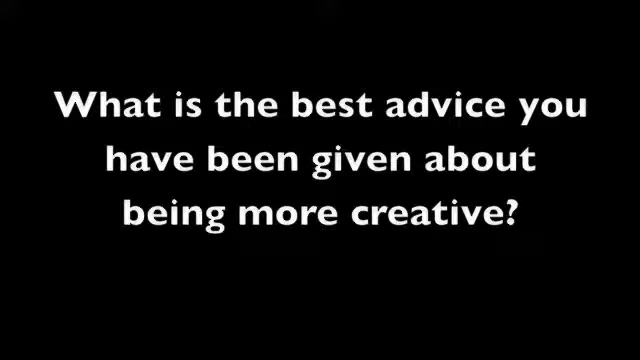 What is the best advice you
have been given about
being more creative?